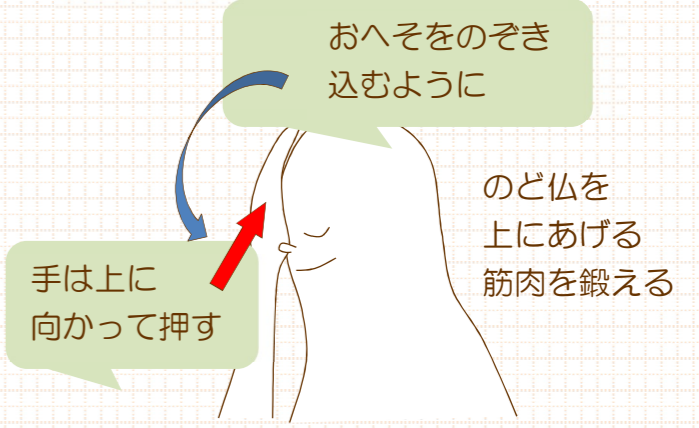 おへそをのぞき
込むように
のど仏を
上にあげる
筋肉を鍛える
手は上に
向かって押す